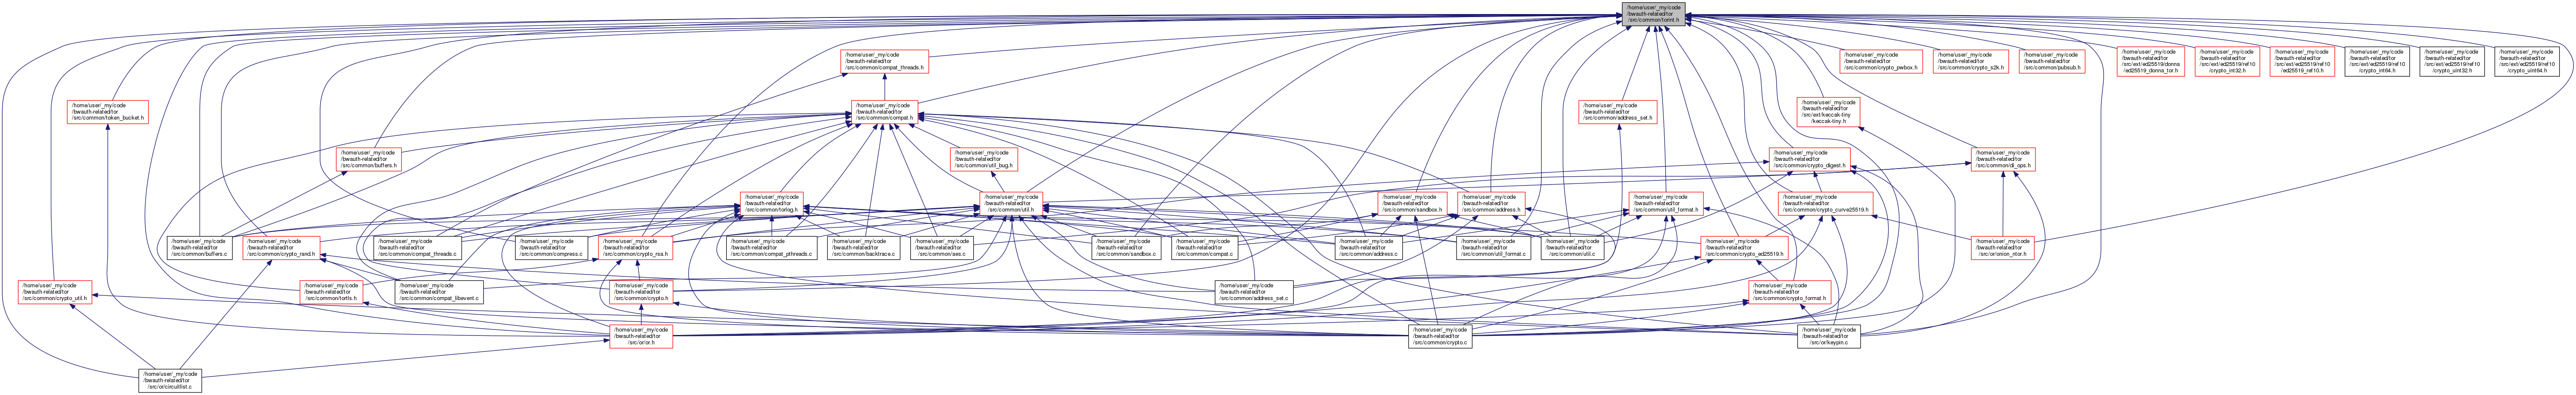 /home/user/_my/code
/bwauth-related/tor
/src/common/torint.h
/home/user/_my/code
/bwauth-related/tor
/src/common/compat_threads.h
/home/user/_my/code
/bwauth-related/tor
/src/common/crypto_pwbox.h
/home/user/_my/code
/bwauth-related/tor
/src/common/crypto_s2k.h
/home/user/_my/code
/bwauth-related/tor
/src/common/pubsub.h
/home/user/_my/code
/bwauth-related/tor
/src/ext/ed25519/donna
/ed25519_donna_tor.h
/home/user/_my/code
/bwauth-related/tor
/src/ext/ed25519/ref10
/crypto_int32.h
/home/user/_my/code
/bwauth-related/tor
/src/ext/ed25519/ref10
/ed25519_ref10.h
/home/user/_my/code
/bwauth-related/tor
/src/ext/ed25519/ref10
/crypto_int64.h
/home/user/_my/code
/bwauth-related/tor
/src/ext/ed25519/ref10
/crypto_uint32.h
/home/user/_my/code
/bwauth-related/tor
/src/ext/ed25519/ref10
/crypto_uint64.h
/home/user/_my/code
/bwauth-related/tor
/src/common/token_bucket.h
/home/user/_my/code
/bwauth-related/tor
/src/common/compat.h
/home/user/_my/code
/bwauth-related/tor
/src/common/address_set.h
/home/user/_my/code
/bwauth-related/tor
/src/ext/keccak-tiny
/keccak-tiny.h
/home/user/_my/code
/bwauth-related/tor
/src/common/buffers.h
/home/user/_my/code
/bwauth-related/tor
/src/common/util_bug.h
/home/user/_my/code
/bwauth-related/tor
/src/common/crypto_digest.h
/home/user/_my/code
/bwauth-related/tor
/src/common/di_ops.h
/home/user/_my/code
/bwauth-related/tor
/src/common/torlog.h
/home/user/_my/code
/bwauth-related/tor
/src/common/util.h
/home/user/_my/code
/bwauth-related/tor
/src/common/sandbox.h
/home/user/_my/code
/bwauth-related/tor
/src/common/address.h
/home/user/_my/code
/bwauth-related/tor
/src/common/util_format.h
/home/user/_my/code
/bwauth-related/tor
/src/common/crypto_curve25519.h
/home/user/_my/code
/bwauth-related/tor
/src/common/buffers.c
/home/user/_my/code
/bwauth-related/tor
/src/common/crypto_rand.h
/home/user/_my/code
/bwauth-related/tor
/src/common/compat_threads.c
/home/user/_my/code
/bwauth-related/tor
/src/common/compress.c
/home/user/_my/code
/bwauth-related/tor
/src/common/crypto_rsa.h
/home/user/_my/code
/bwauth-related/tor
/src/common/compat_pthreads.c
/home/user/_my/code
/bwauth-related/tor
/src/common/backtrace.c
/home/user/_my/code
/bwauth-related/tor
/src/common/aes.c
/home/user/_my/code
/bwauth-related/tor
/src/common/sandbox.c
/home/user/_my/code
/bwauth-related/tor
/src/common/compat.c
/home/user/_my/code
/bwauth-related/tor
/src/common/address.c
/home/user/_my/code
/bwauth-related/tor
/src/common/util_format.c
/home/user/_my/code
/bwauth-related/tor
/src/common/util.c
/home/user/_my/code
/bwauth-related/tor
/src/common/crypto_ed25519.h
/home/user/_my/code
/bwauth-related/tor
/src/or/onion_ntor.h
/home/user/_my/code
/bwauth-related/tor
/src/common/crypto_util.h
/home/user/_my/code
/bwauth-related/tor
/src/common/tortls.h
/home/user/_my/code
/bwauth-related/tor
/src/common/compat_libevent.c
/home/user/_my/code
/bwauth-related/tor
/src/common/crypto.h
/home/user/_my/code
/bwauth-related/tor
/src/common/address_set.c
/home/user/_my/code
/bwauth-related/tor
/src/common/crypto_format.h
/home/user/_my/code
/bwauth-related/tor
/src/or/or.h
/home/user/_my/code
/bwauth-related/tor
/src/common/crypto.c
/home/user/_my/code
/bwauth-related/tor
/src/or/keypin.c
/home/user/_my/code
/bwauth-related/tor
/src/or/circuitlist.c